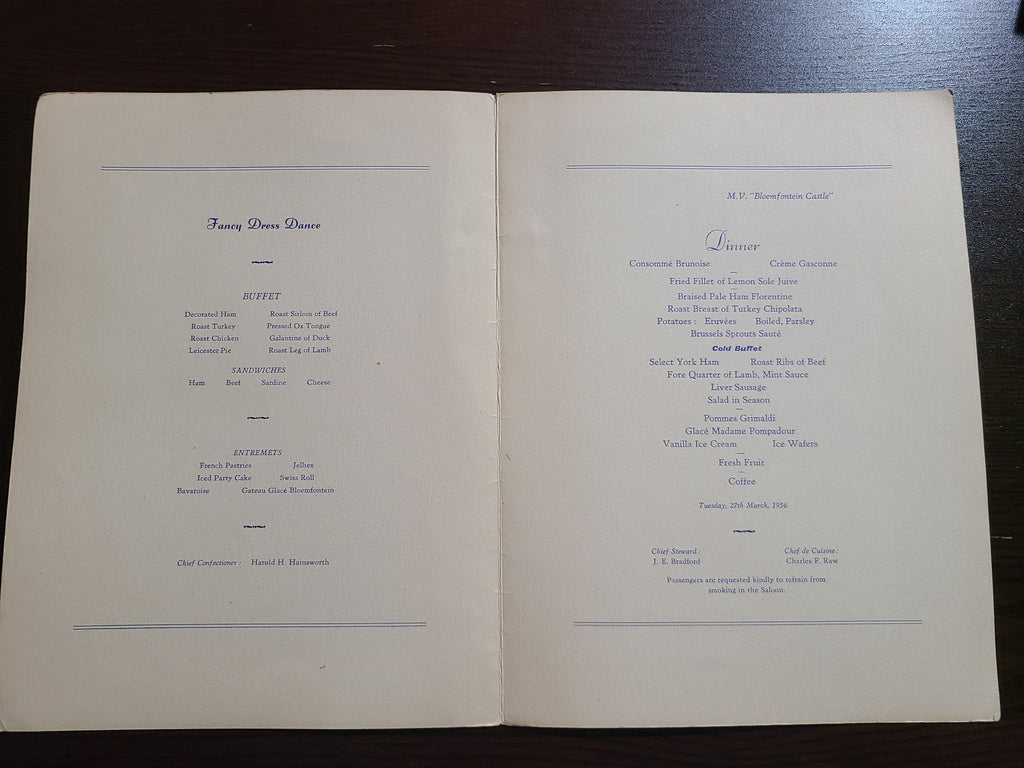 Fancy Dress Dance
BUFFET
Decorated Ham Roast Sirloin of Beef
Roast Turkey Pressed Ox Tongue
Roast Chicken Galantine of Duck
Leicester Pie Roast Leg of Lamb
SANDWICHES
Ham Beef Sardine Cheese
ENTREMETS
French Pastries Jellies
Iced Party Cake Swiss Roll
Bavaroise Gateau Glacé Bloemfontein
Chief Confectioner : Harold H. Hainsworth
M.V. "Bloemfontein Castle"
Dinner
Consommé Brunoise Crème Gasconne
Fried Fillet of Lemon Sole Juive
Braised Pale Ham Florentine
Roast Breast of Turkey Chipolata
Potatoes : Etuvées Boiled, Parsley
Brussels Sprouts Sauté
Cold Buffet
Select York Ham Roast Ribs of Beef
Fore Quarter of Lamb, Mint Sauce
Liver Sausage
Salad in Season
Pommes Grimaldi
Glacé Madame Pompadour
Vanilla Ice Cream Ice Wafers
Fresh Fruit
Coffee
Tuesday, 27th March, 1956
Chief Steward : Chef de Cuisine :
J. E. Bradford Charles F. Raw
Passengers are requested kindly to refrain from
smoking in the Saloon.